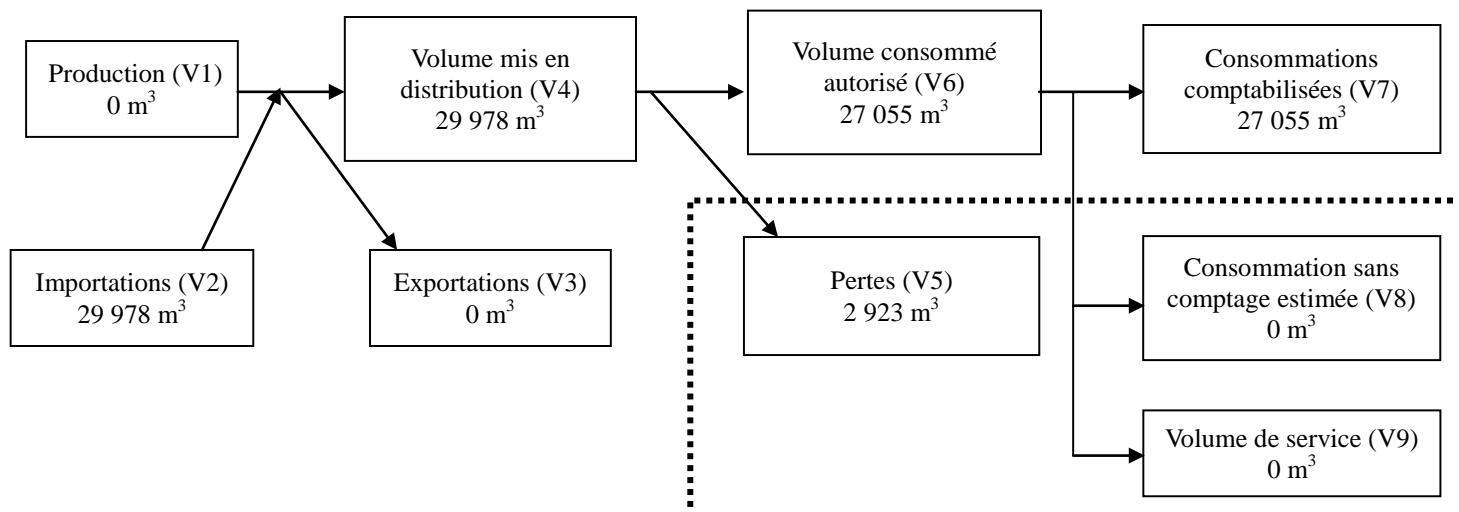 Production (V1)
0 m³
Volume mis en
distribution (V4)
29 978 m³
Volume consommé
autorisé (V6)
27 055 m³
Consommations
comptabilisées (V7)
27 055 m³
Importations (V2)
29 978 m³
Exportations (V3)
0 m³
Pertes (V5)
2 923 m³
Consommation sans
comptage estimée (V8)
0 m³
Volume de service (V9)
0 m³